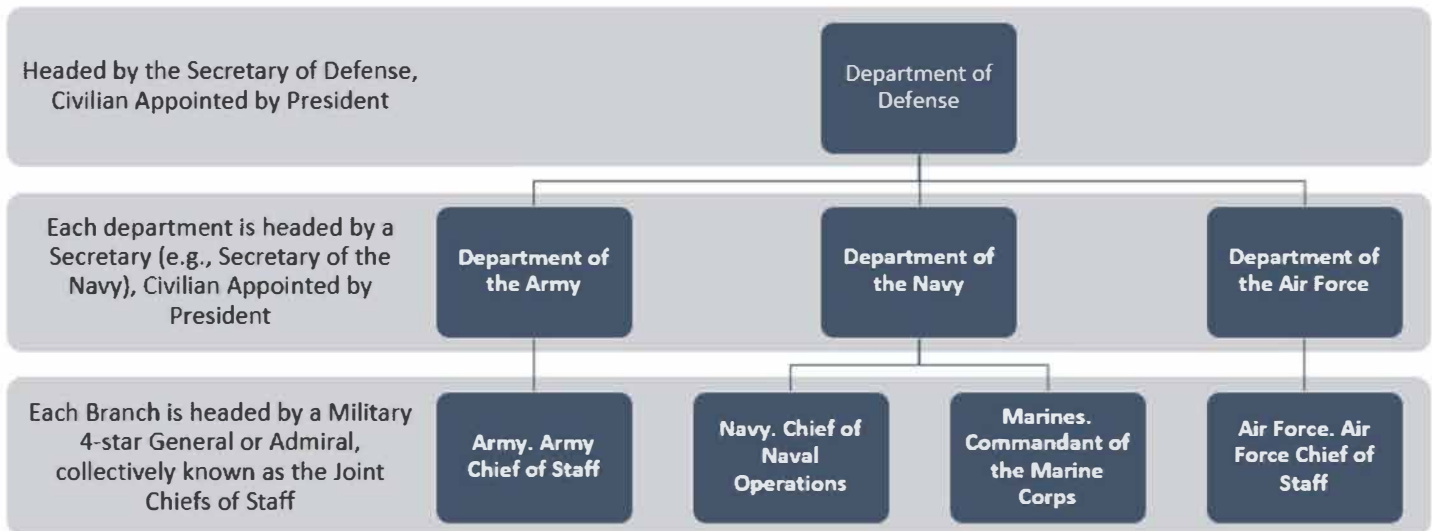 Headed by the Secretary of Defense,
Civilian Appointed by President
Department of
Defense
Each department is headed by a
Secretary (e.g., Secretary of the
Navy), Civilian Appointed by
President
Department of
the Army
Department of
the Navy
Department of
the Air Force
Each Branch is headed by a Military
4-star General or Admiral,
collectively known as the Joint
Chiefs of Staff
Army. Army
Chief of Staff
Navy. Chief of
Naval
Operations
Marines.
Commandant of
the Marine
Corps
Air Force. Air
Force Chief of
Staff